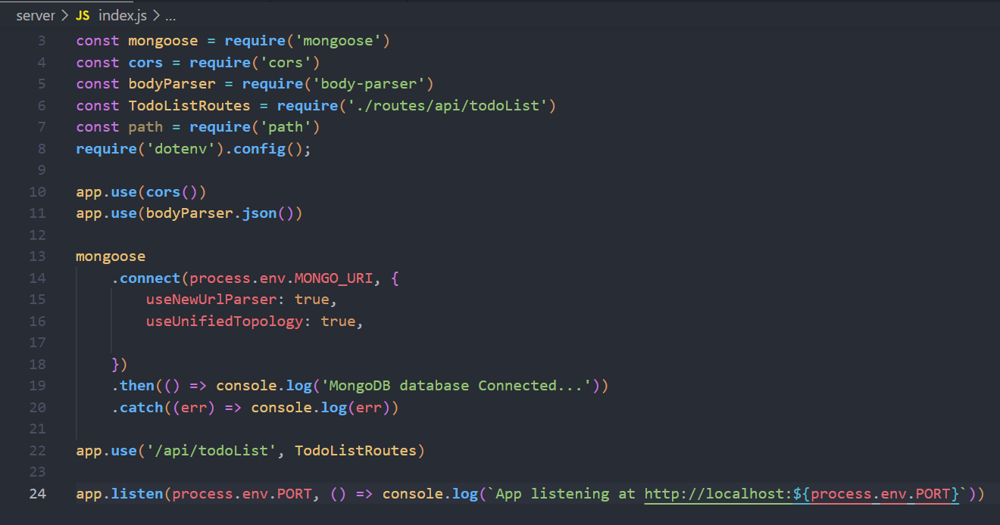 server > JS index.js > ...
3 const mongoose = require('mongoose')
4 const cors = require('cors')
5 const bodyParser = require('body-parser')
6 const TodoListRoutes = require('./routes/api/todoList')
7 const path = require('path')
8 require('dotenv').config();
9
10 app.use(cors())
11 app.use(bodyParser.json())
12
13 mongoose
14     .connect(process.env.MONGO_URI, {
15         useNewUrlParser: true,
16         useUnifiedTopology: true,
17
18     })
19     .then(() => console.log('MongoDB database Connected...'))
20     .catch((err) => console.log(err))
21
22 app.use('/api/todoList', TodoListRoutes)
23
24 app.listen(process.env.PORT, () => console.log(`App listening at http://localhost:${process.env.PORT}`))